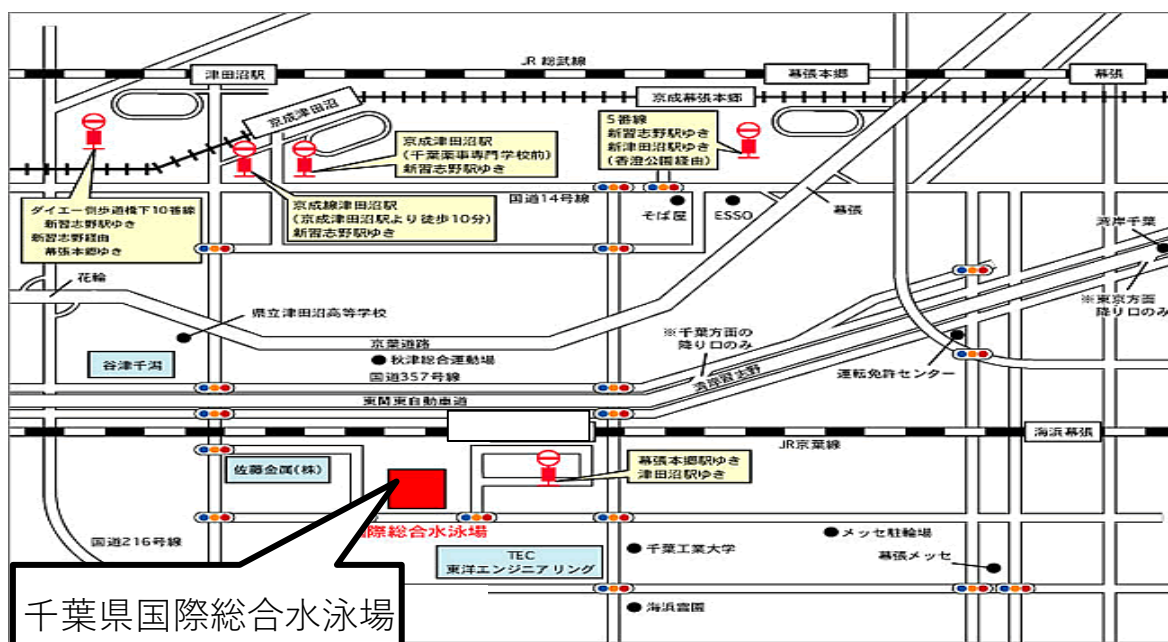 JR 総武線
津田沼駅
幕張本郷
幕張
京成幕張本郷
京成津田沼
5番線
新習志野駅ゆき
新津田沼駅ゆき
(香澄公園経由)
京成津田沼駅
(千葉薬事専門学校前)
新習志野駅ゆき
京成線津田沼駅
(京成津田沼駅より徒歩10分)
新習志野駅ゆき
国道14号線
ダイエー側歩道橋下10番線
新習志野駅ゆき
新習志野経由
幕張本郷ゆき
そば屋
ESSO
幕張
湾岸千葉
花輪
※東京方面
降り口のみ
県立津田沼高等学校
※千葉方面の
降り口のみ
京葉道路
谷津干潟
秋津総合運動場
運転免許センター
国道357号線
湾岸習志野
東関東自動車道
海浜幕張
JR京葉線
佐藤金属(株)
幕張本郷駅ゆき
津田沼駅ゆき
際総合水泳場
国道216号線
TEC
東洋エンジニアリング
千葉工業大学
メッセ駐輪場
幕張メッセ
千葉県国際総合水泳場
海浜霊園